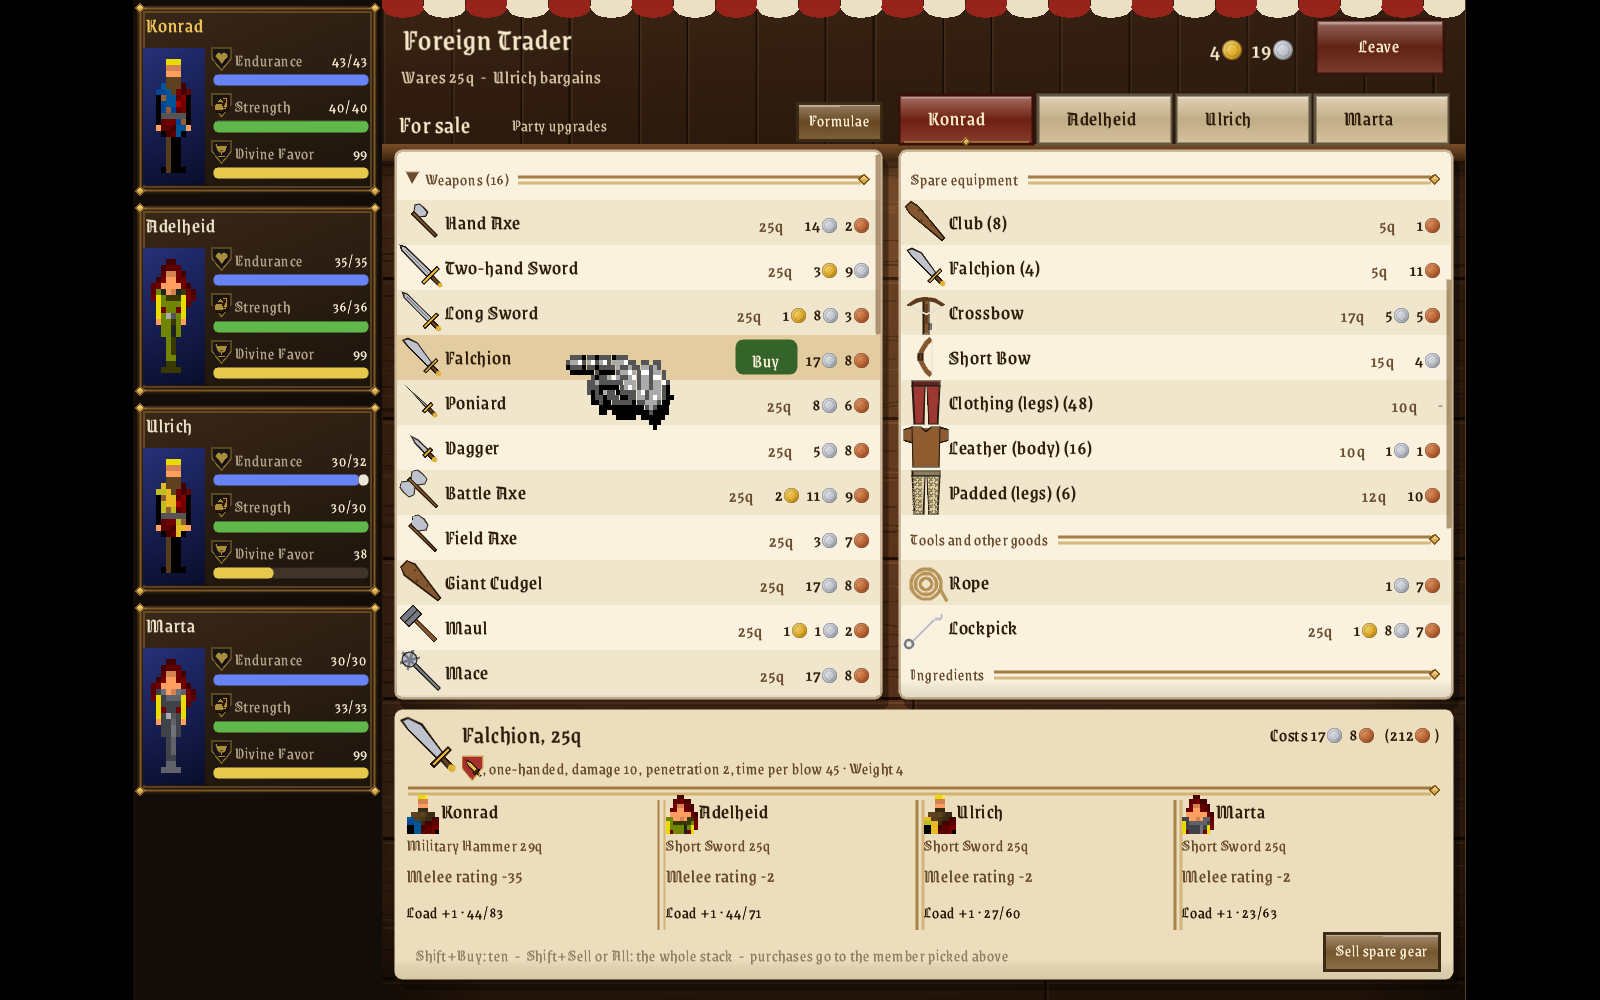 Konrad
Endurance 43/43
Strength 40/40
Divine Favor 99
Adelheid
Endurance 35/35
Strength 36/36
Divine Favor 99
Ulrich
Endurance 30/32
Strength 30/30
Divine Favor 38
Marta
Endurance 30/30
Strength 33/33
Divine Favor 99
Foreign Trader
Wares 25q - Ulrich bargains
4 19
Leave
For sale Party upgrades
Formulae
Konrad Adelheid Ulrich Marta
Weapons (16)
Hand Axe 25q 14 2
Two-hand Sword 25q 3 9
Long Sword 25q 1 8 3
Falchion Buy 17 8
Poniard 25q 8 6
Dagger 25q 5 8
Battle Axe 25q 2 11 9
Field Axe 25q 3 7
Giant Cudgel 25q 17 8
Maul 25q 1 1 2
Mace 25q 17 8
Spare equipment
Club (8) 5q 1
Falchion (4) 5q 11
Crossbow 17q 5 5
Short Bow 15q 4
Clothing (legs) (48) 10q -
Leather (body) (16) 10q 1 1
Padded (legs) (6) 12q 10
Tools and other goods
Rope 1 7
Lockpick 25q 1 8 7
Ingredients
Falchion, 25q
Costs 17 8 (212 )
, one-handed, damage 10, penetration 2, time per blow 45 · Weight 4
Konrad
Military Hammer 29q
Melee rating -35
Load +1 · 44/83
Adelheid
Short Sword 25q
Melee rating -2
Load +1 · 44/71
Ulrich
Short Sword 25q
Melee rating -2
Load +1 · 27/60
Marta
Short Sword 25q
Melee rating -2
Load +1 · 23/63
Shift+Buy: ten - Shift+Sell or All: the whole stack - purchases go to the member picked above
Sell spare gear